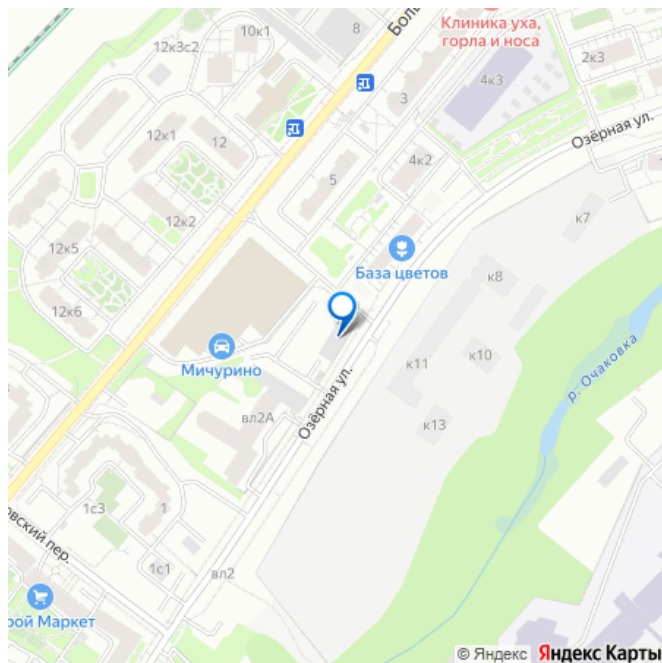 Клиника уха,
горла и носа
Боль
8
10к1
12к3с2
2к3
4к3
3
Озёрная ул.
12к1
12
4к2
5
12к2
к7
12к5
База цветов
к8
12к6
Мичурино
р. Очаковка
к11
к10
вл2А
Озёрная ул.
к13
1с3
1
овский пер.
1с1
вл2
рой Маркет
© Яндекс Яндекс Карты